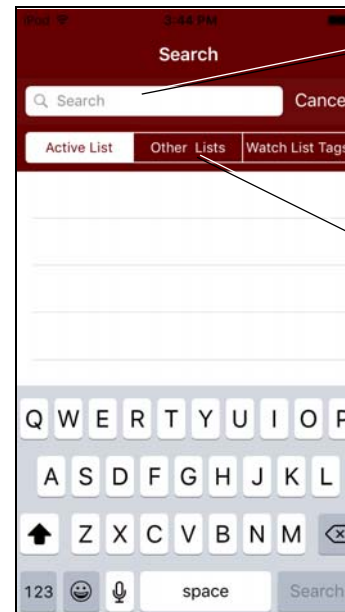 iPod 3:44 PM
Search
Search Cance
Active List Other Lists Watch List Tags
Q W E R T Y U I O P
A S D F G H J K L
Z X C V B N M
123 space Search